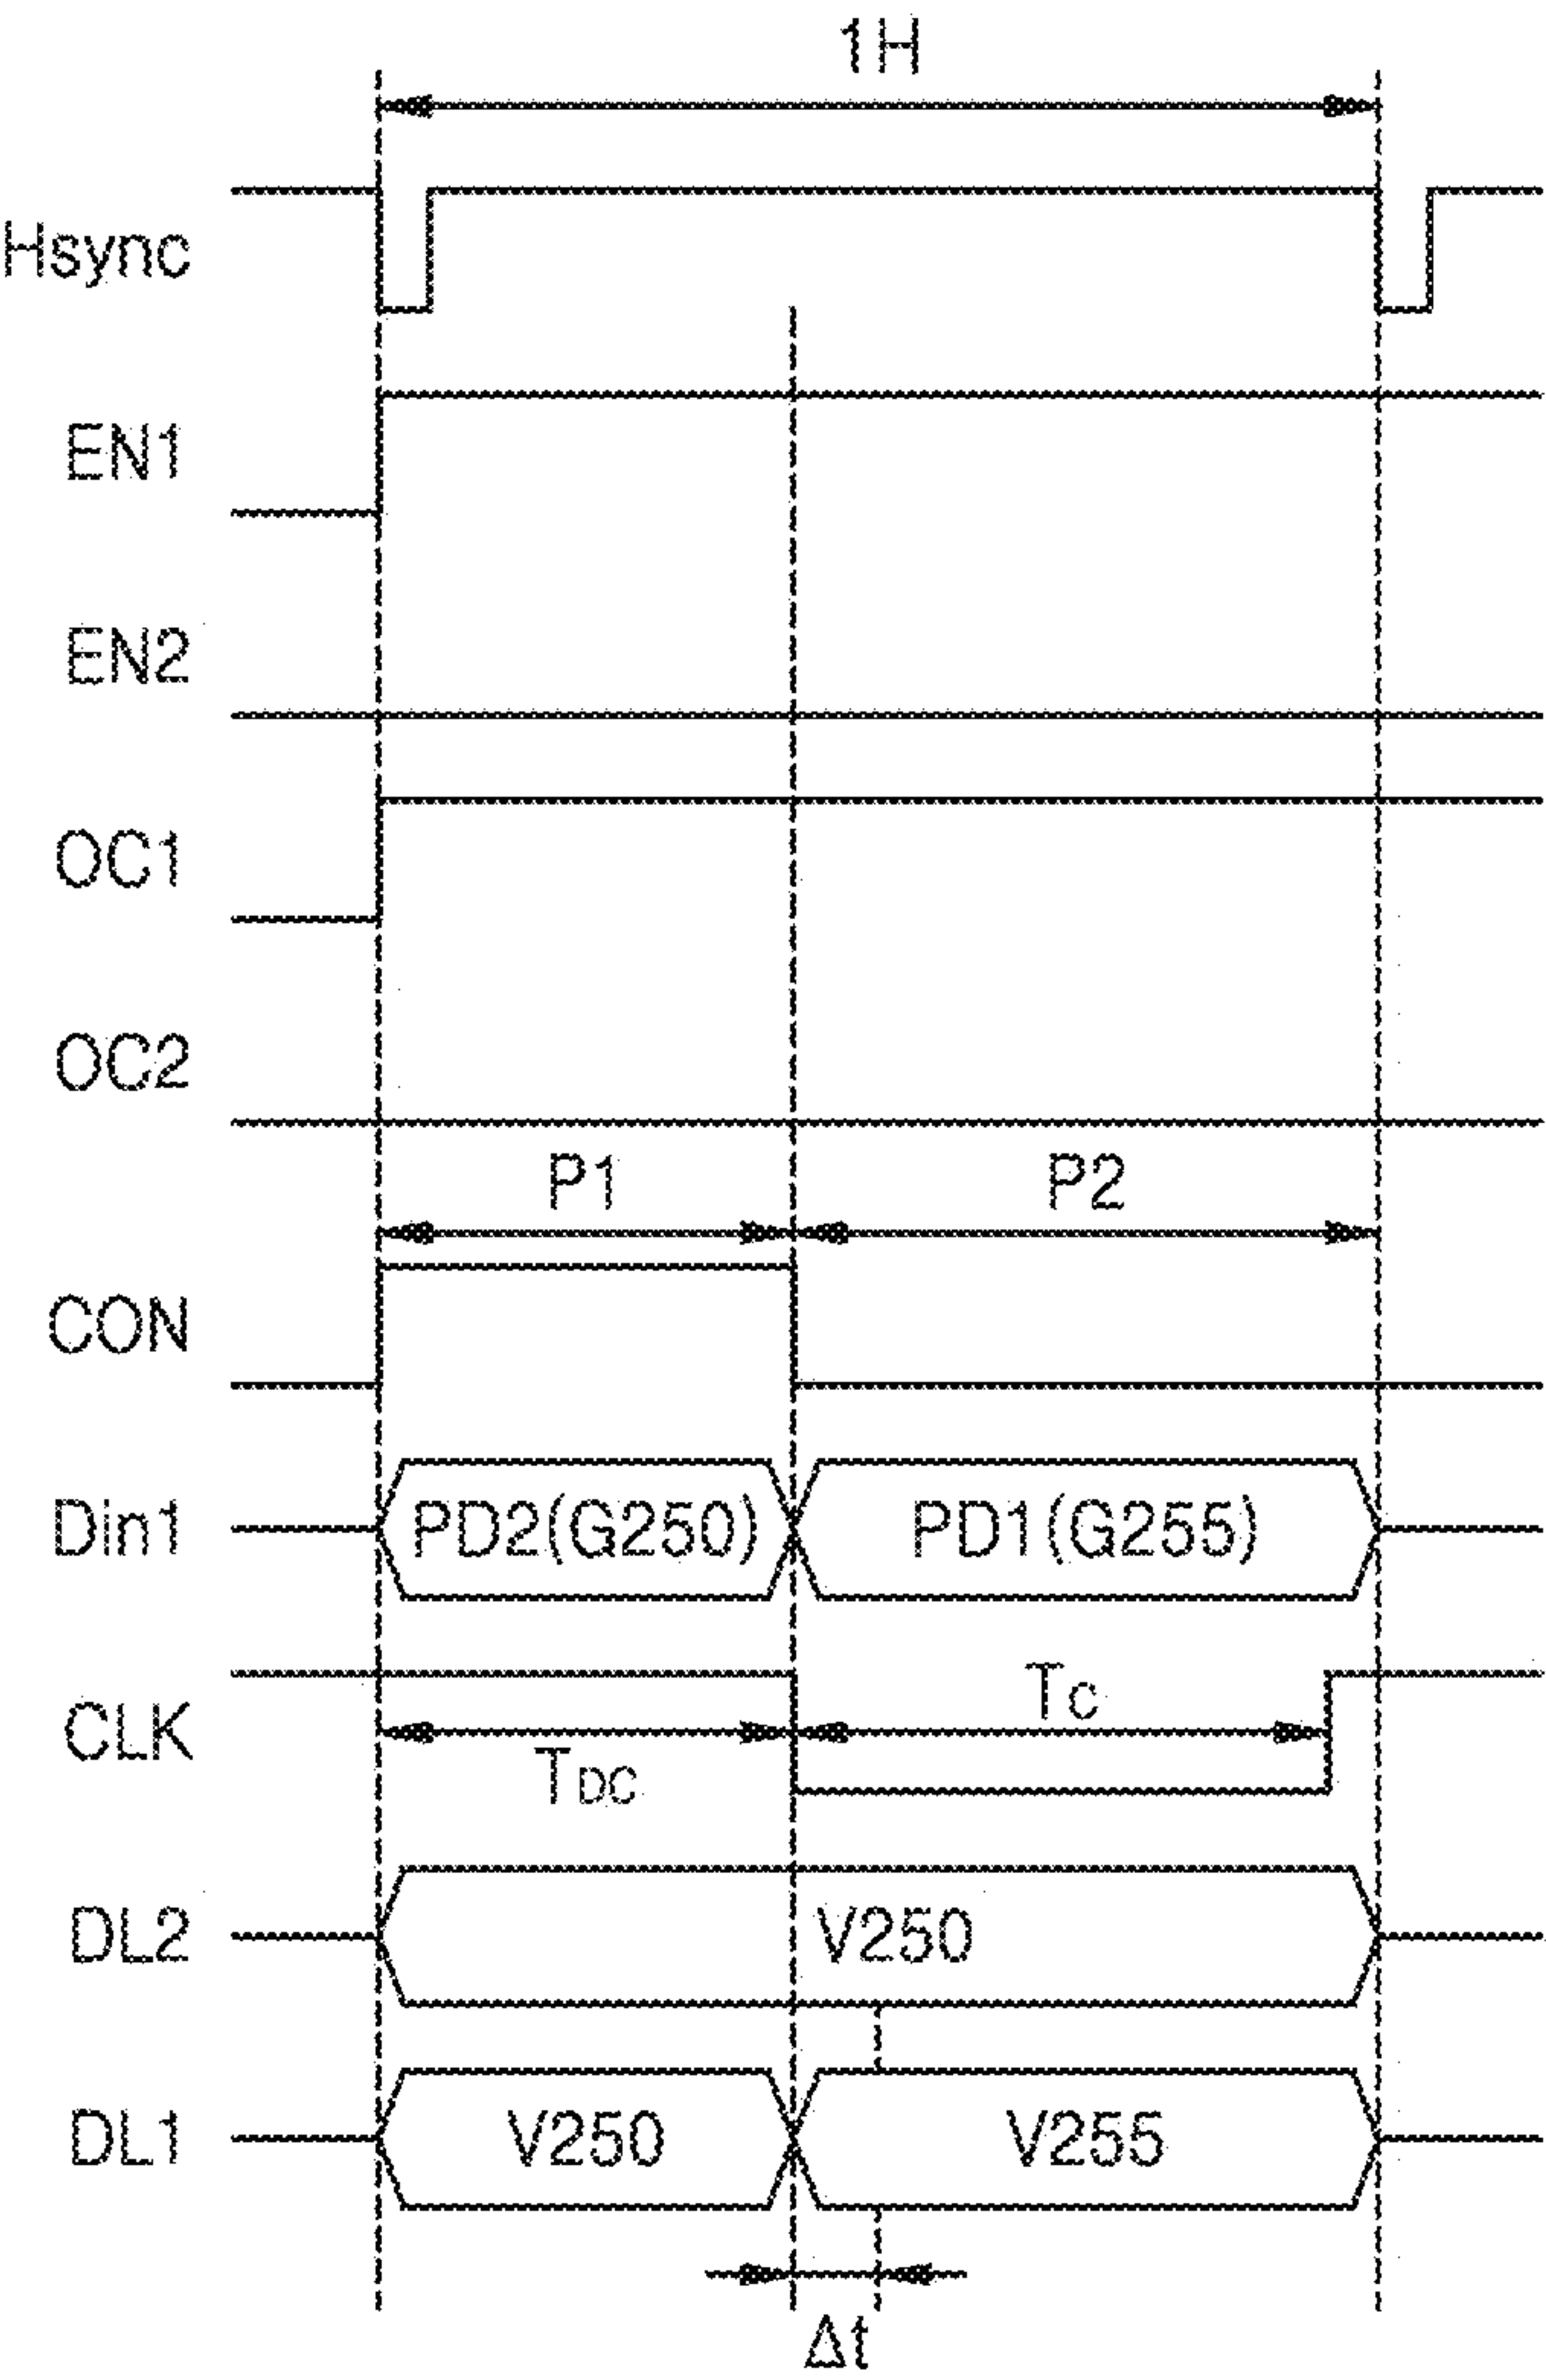 1H
Hsync
EN1
EN2
OC1
OC2
P1 P2
CON
Din1 PD2(G250) PD1(G255)
CLK TDC TC
DL2 V250
DL1 V250 V255
Δt